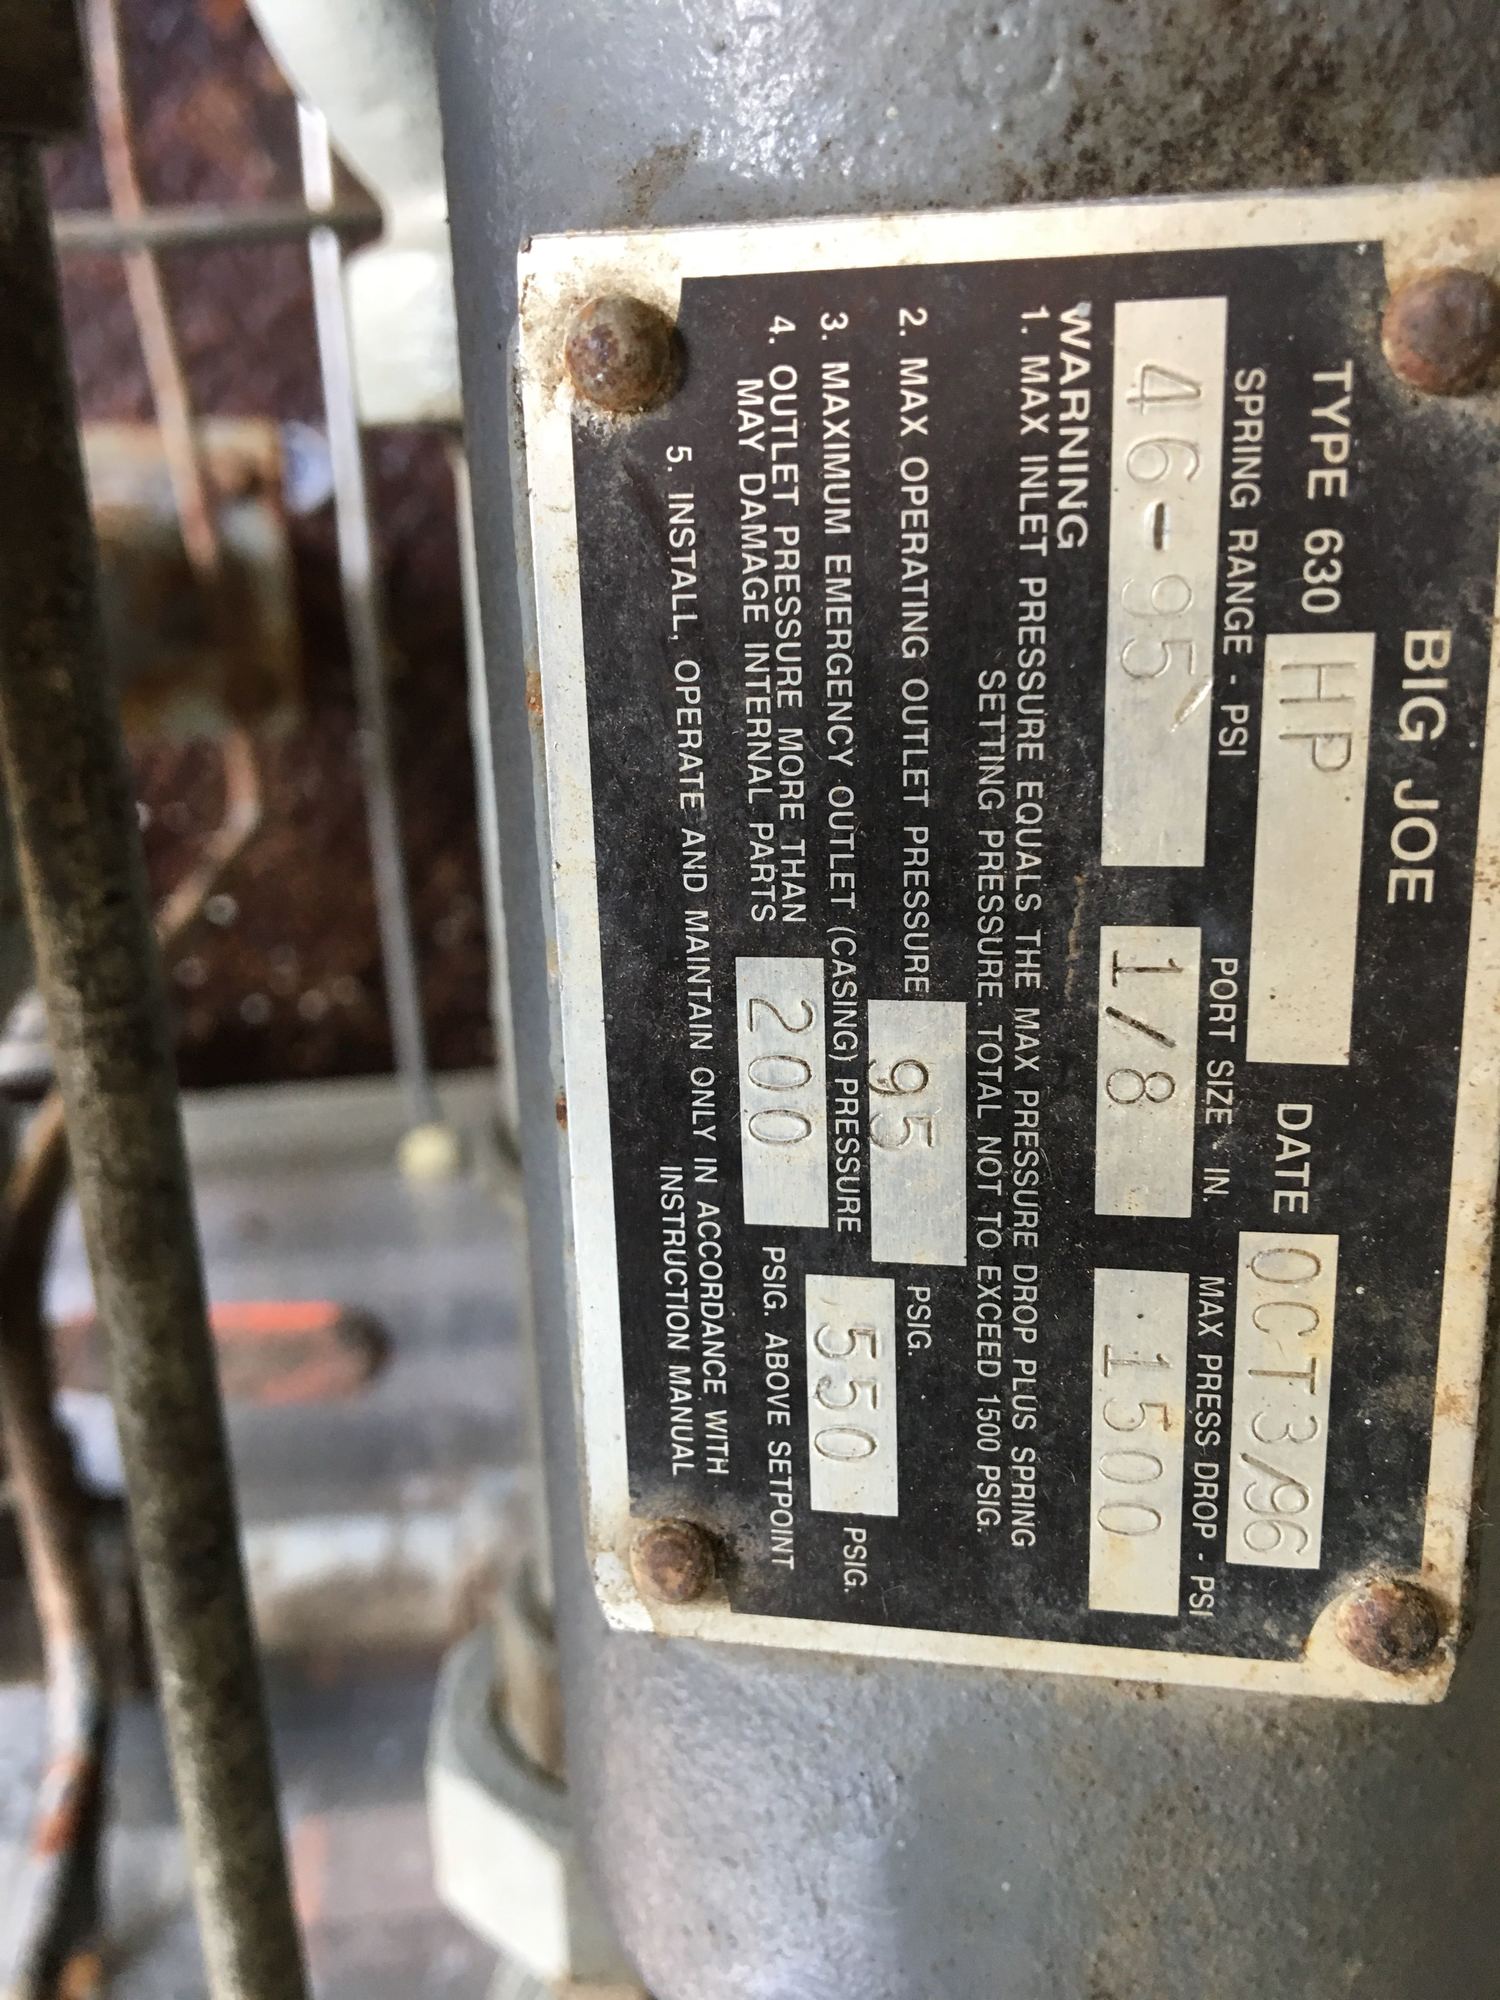 BIG JOE
TYPE 630 HP DATE OCT3/96
SPRING RANGE - PSI PORT SIZE - IN. MAX PRESS DROP - PSI
46-95 1/8 1500
WARNING
1. MAX INLET PRESSURE EQUALS THE MAX PRESSURE DROP PLUS SPRING
SETTING PRESSURE. TOTAL NOT TO EXCEED 1500 PSIG.
2. MAX OPERATING OUTLET PRESSURE 95 PSIG.
3. MAXIMUM EMERGENCY OUTLET (CASING) PRESSURE 550 PSIG.
4. OUTLET PRESSURE MORE THAN
MAY DAMAGE INTERNAL PARTS 200 PSIG. ABOVE SETPOINT
5. INSTALL, OPERATE AND MAINTAIN ONLY IN ACCORDANCE WITH
INSTRUCTION MANUAL